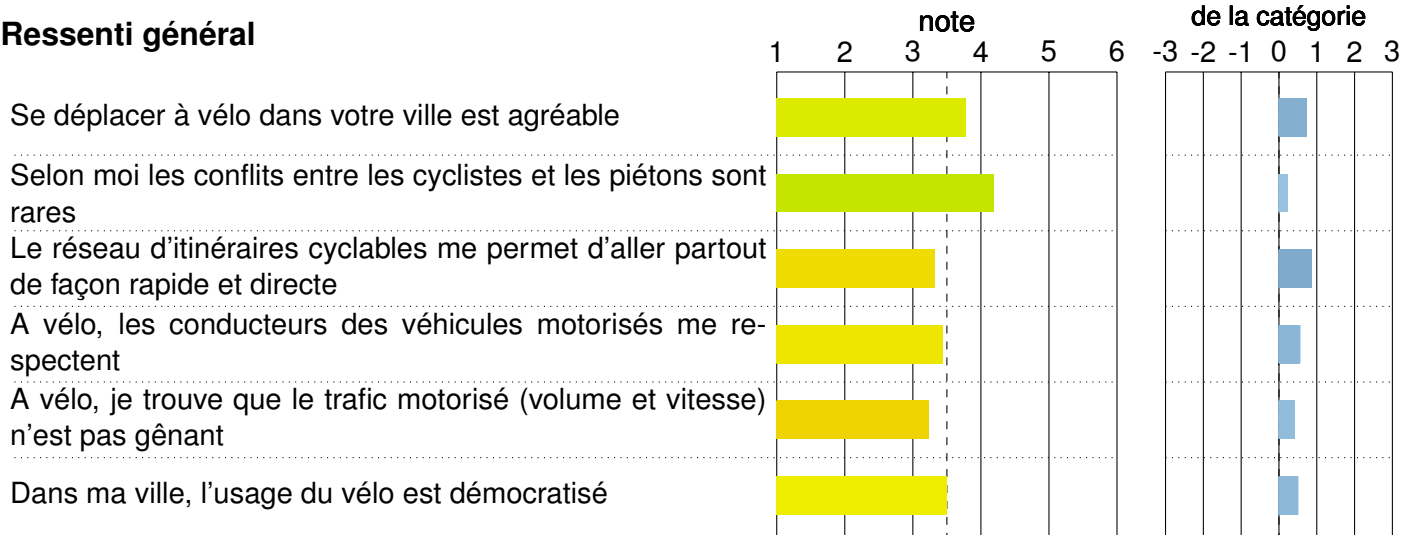 note
de la catégorie
Ressenti général
1 2 3 4 5 6
-3 -2 -1 0 1 2 3
Se déplacer à vélo dans votre ville est agréable
Selon moi les conflits entre les cyclistes et les piétons sont
rares
Le réseau d'itinéraires cyclables me permet d'aller partout
de façon rapide et directe
A vélo, les conducteurs des véhicules motorisés me re-
spectent
A vélo, je trouve que le trafic motorisé (volume et vitesse)
n'est pas gênant
Dans ma ville, l'usage du vélo est démocratisé